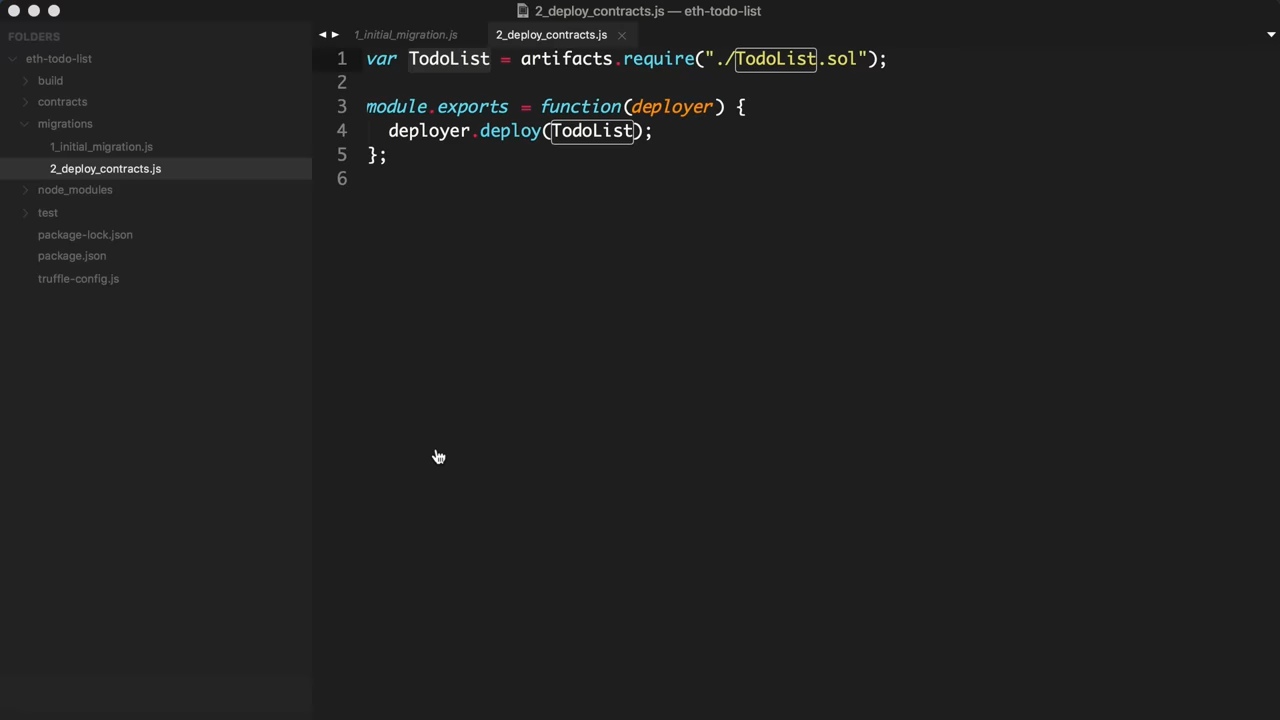 2_deploy_contracts.js — eth-todo-list
FOLDERS
eth-todo-list
build
contracts
migrations
1_initial_migration.js
2_deploy_contracts.js
node_modules
test
package-lock.json
package.json
truffle-config.js
1_initial_migration.js
2_deploy_contracts.js
1 var TodoList = artifacts.require("./TodoList.sol");
2
3 module.exports = function(deployer) {
4 deployer.deploy(TodoList);
5 };
6